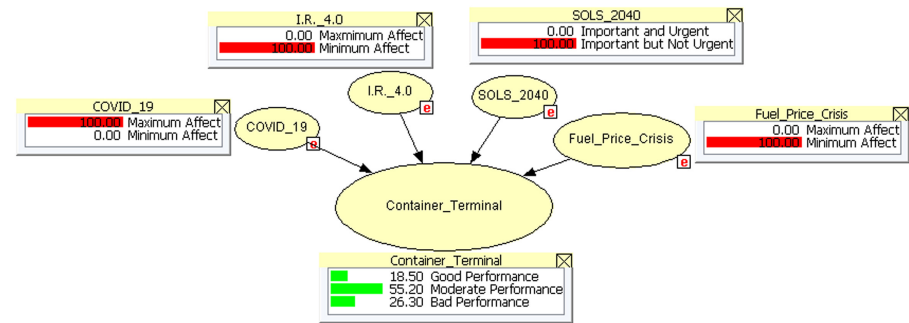 I.R._4.0
0.00 Maxmimum Affect
100.00 Minimum Affect
SOLS_2040
0.00 Important and Urgent
100.00 Important but Not Urgent
COVID_19
100.00 Maximum Affect
0.00 Minimum Affect
I.R._4.0
e
SOLS_2040
e
COVID_19
e
Fuel_Price_Crisis
e
Fuel_Price_Crisis
0.00 Maximum Affect
100.00 Minimum Affect
Container_Terminal
Container_Terminal
18.50 Good Performance
55.20 Moderate Performance
26.30 Bad Performance